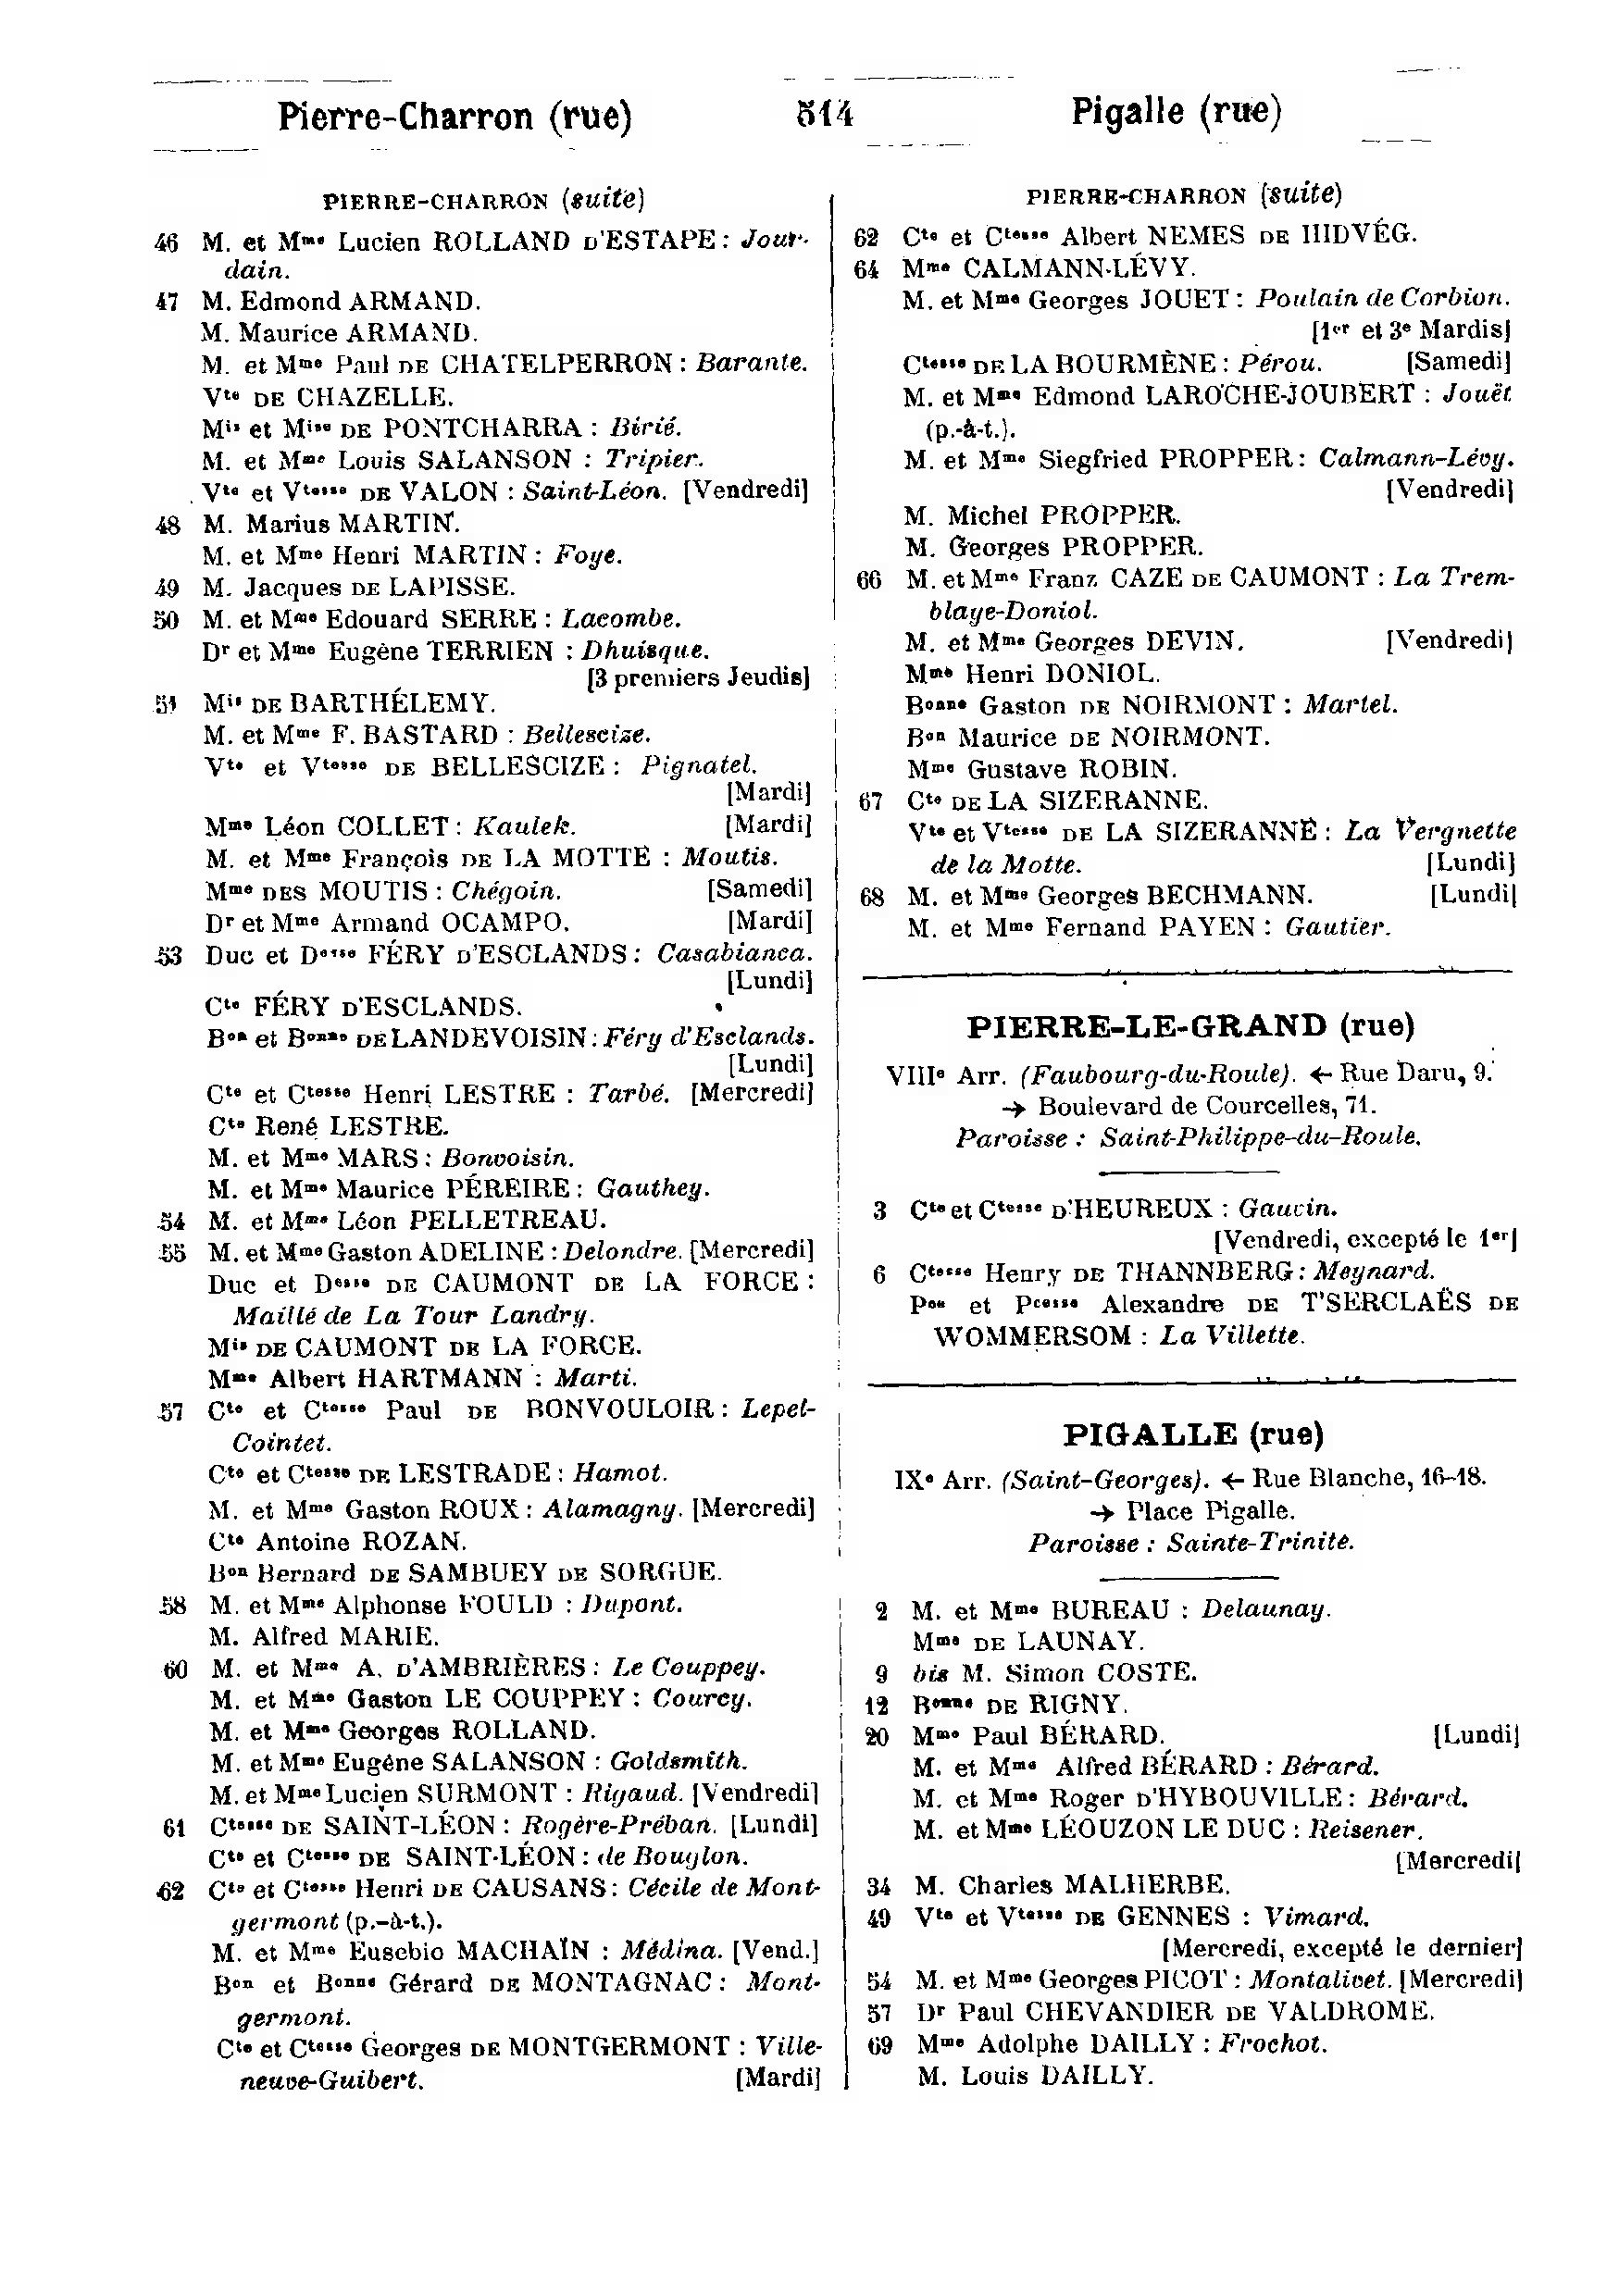 Pierre-Charron (rue)
514
Pigalle (rue)
PIERRE-CHARRON (suite)
46 M. et Mme Lucien ROLLAND D'ESTAPE : Jour-
dain.
47 M. Edmond ARMAND.
M. Maurice ARMAND.
M. et Mme Paul DE CHATELPERRON : Barante.
Vte DE CHAZELLE.
Mis et Mise DE PONTCHARRA : Birié.
M. et Mme Louis SALANSON : Tripier.
Vte et Vtesse DE VALON : Saint-Léon. [Vendredi]
48 M. Marius MARTIN.
M. et Mme Henri MARTIN : Foye.
49 M. Jacques DE LAPISSE.
50 M. et Mme Edouard SERRE : Lacombe.
Dr et Mme Eugène TERRIEN : Dhuisque.
[3 premiers Jeudis]
51 Mis DE BARTHÉLEMY.
M. et Mme F. BASTARD : Bellescize.
Vte et Vtesse DE BELLESCIZE : Pignatel.
[Mardi]
Mme Léon COLLET : Kaulek. [Mardi]
M. et Mme François DE LA MOTTE : Moutis.
Mme DES MOUTIS : Chégoin. [Samedi]
Dr et Mme Armand OCAMPO. [Mardi]
53 Duc et Desse FÉRY D'ESCLANDS : Casabianca.
[Lundi]
Cte FÉRY D'ESCLANDS.
Bon et Bonne DE LANDEVOISIN : Féry d'Esclands.
[Lundi]
Cte et Ctesse Henri LESTRE : Tarbé. [Mercredi]
Cte René LESTRE.
M. et Mme MARS : Bonvoisin.
M. et Mme Maurice PÉREIRE : Gauthey.
54 M. et Mme Léon PELLETREAU.
55 M. et Mme Gaston ADELINE : Delondre. [Mercredi]
Duc et Desse DE CAUMONT DE LA FORCE :
Maillé de La Tour Landry.
Mis DE CAUMONT DE LA FORCE.
Mme Albert HARTMANN : Marti.
57 Cte et Ctesse Paul DE BONVOULOIR : Lepel-
Cointet.
Cte et Ctesse DE LESTRADE : Hamot.
M. et Mme Gaston ROUX : Alamagny. [Mercredi]
Cte Antoine ROZAN.
Bon Bernard DE SAMBUEY DE SORGUE.
58 M. et Mme Alphonse FOULD : Dupont.
M. Alfred MARIE.
60 M. et Mme A. D'AMBRIÈRES : Le Couppey.
M. et Mme Gaston LE COUPPEY : Courcy.
M. et Mme Georges ROLLAND.
M. et Mme Eugène SALANSON : Goldsmith.
M. et Mme Lucien SURMONT : Rigaud. [Vendredi]
61 Ctesse DE SAINT-LÉON : Rogère-Préban. [Lundi]
Cte et Ctesse DE SAINT-LÉON : de Bouglon.
62 Cte et Ctesse Henri DE CAUSANS : Cécile de Mont-
germont (p.-à-t.).
M. et Mme Eusebio MACHAÏN : Médina. [Vend.]
Bon et Bonne Gérard DE MONTAGNAC : Mont-
germont.
Cte et Ctesse Georges DE MONTGERMONT : Ville-
neuve-Guibert. [Mardi]
PIERRE-CHARRON (suite)
62 Cte et Ctesse Albert NEMES DE HIDVÉG.
64 Mme CALMANN-LÉVY.
M. et Mme Georges JOUET : Poulain de Corbion.
[1er et 3e Mardis]
Ctesse DE LA BOURMÈNE : Pérou. [Samedi]
M. et Mme Edmond LAROCHE-JOUBERT : Jouët
(p.-à-t.).
M. et Mme Siegfried PROPPER : Calmann-Lévy.
[Vendredi]
M. Michel PROPPER.
M. Georges PROPPER.
66 M. et Mme Franz CAZE DE CAUMONT : La Trem-
blaye-Doniol.
M. et Mme Georges DEVIN. [Vendredi]
Mme Henri DONIOL.
Bonne Gaston DE NOIRMONT : Martel.
Bon Maurice DE NOIRMONT.
Mme Gustave ROBIN.
67 Cte DE LA SIZERANNE.
Vte et Vtesse DE LA SIZERANNE : La Vergnette
de la Motte. [Lundi]
68 M. et Mme Georges BECHMANN. [Lundi]
M. et Mme Fernand PAYEN : Gautier.
PIERRE-LE-GRAND (rue)
VIIIe Arr. (Faubourg-du-Roule). ← Rue Daru, 9.
→ Boulevard de Courcelles, 71.
Paroisse : Saint-Philippe-du-Roule.
3 Cte et Ctesse D'HEUREUX : Gaucin.
[Vendredi, excepté le 1er]
6 Ctesse Henry DE THANNBERG : Meynard.
Pce et Pcesse Alexandre DE T'SERCLAËS DE
WOMMERSOM : La Villette.
PIGALLE (rue)
IXe Arr. (Saint-Georges). ← Rue Blanche, 16-18.
→ Place Pigalle.
Paroisse : Sainte-Trinité.
2 M. et Mme BUREAU : Delaunay.
Mme DE LAUNAY.
9 bis M. Simon COSTE.
12 Bonne DE RIGNY.
20 Mme Paul BÉRARD. [Lundi]
M. et Mme Alfred BÉRARD : Bérard.
M. et Mme Roger D'HYBOUVILLE : Bérard.
M. et Mme LÉOUZON LE DUC : Reisener.
[Mercredi]
34 M. Charles MALHERBE.
49 Vte et Vtesse DE GENNES : Vimard.
[Mercredi, excepté le dernier]
54 M. et Mme Georges PICOT : Montalivet. [Mercredi]
57 Dr Paul CHEVANDIER DE VALDROME.
69 Mme Adolphe DAILLY : Frochot.
M. Louis DAILLY.